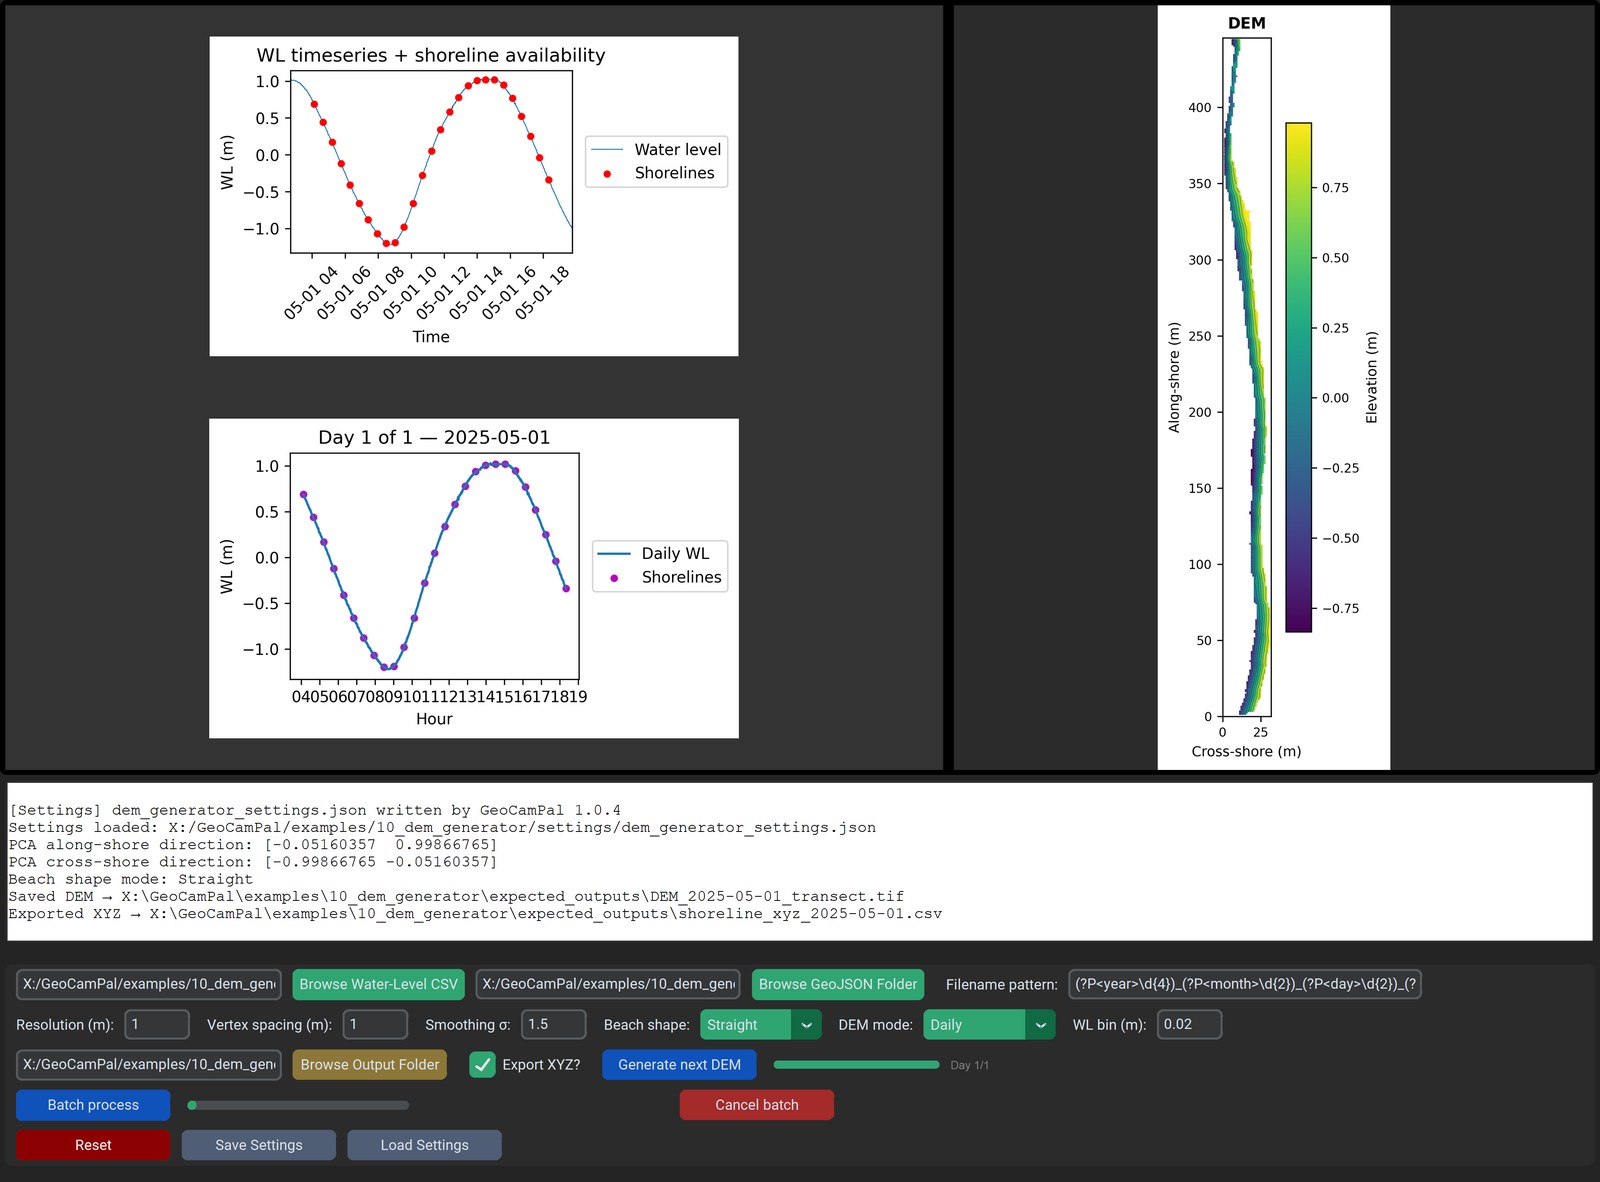 WL timeseries + shoreline availability
1.0
0.5
0.0
−0.5
−1.0
WL (m)
05-01 04
05-01 06
05-01 08
05-01 10
05-01 12
05-01 14
05-01 16
05-01 18
Time
Water level
Shorelines
Day 1 of 1 — 2025-05-01
1.0
0.5
0.0
−0.5
−1.0
WL (m)
04050607080910111213141516171819
Hour
Daily WL
Shorelines
DEM
400
350
300
250
200
150
100
50
0
Along-shore (m)
0 25
Cross-shore (m)
0.75
0.50
0.25
0.00
−0.25
−0.50
−0.75
Elevation (m)
[Settings] dem_generator_settings.json written by GeoCamPal 1.0.4
Settings loaded: X:/GeoCamPal/examples/10_dem_generator/settings/dem_generator_settings.json
PCA along-shore direction: [-0.05160357  0.99866765]
PCA cross-shore direction: [-0.99866765 -0.05160357]
Beach shape mode: Straight
Saved DEM → X:\GeoCamPal\examples\10_dem_generator\expected_outputs\DEM_2025-05-01_transect.tif
Exported XYZ → X:\GeoCamPal\examples\10_dem_generator\expected_outputs\shoreline_xyz_2025-05-01.csv
X:/GeoCamPal/examples/10_dem_gen Browse Water-Level CSV X:/GeoCamPal/examples/10_dem_gen Browse GeoJSON Folder Filename pattern: (?P<year>\d{4})_(?P<month>\d{2})_(?P<day>\d{2})_(?
Resolution (m): 1 Vertex spacing (m): 1 Smoothing σ: 1.5 Beach shape: Straight DEM mode: Daily WL bin (m): 0.02
X:/GeoCamPal/examples/10_dem_gen Browse Output Folder Export XYZ? Generate next DEM Day 1/1
Batch process Cancel batch
Reset Save Settings Load Settings